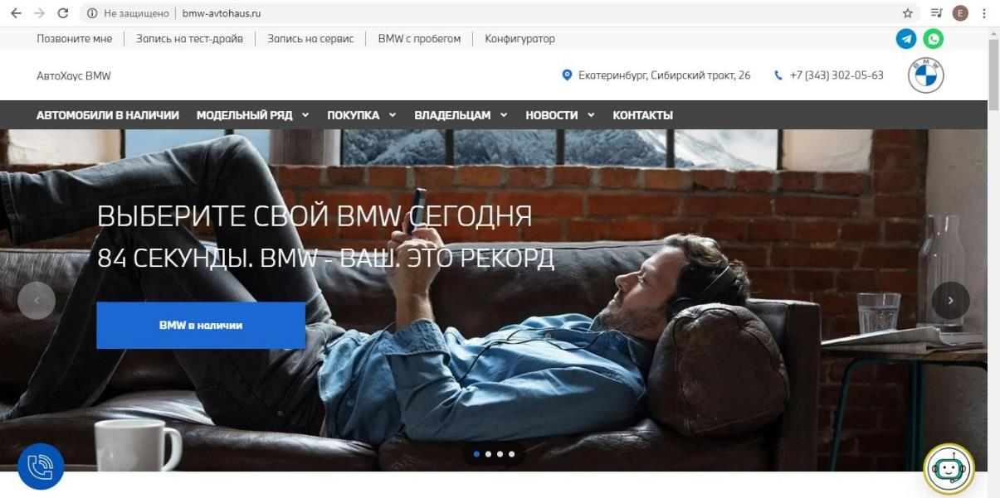 Не защищено bmw-avtohaus.ru E
Позвоните мне Запись на тест-драйв Запись на сервис BMW с пробегом Конфигуратор
АвтоХаус BMW Екатеринбург, Сибирский тракт, 26 +7 (343) 302-05-63 BMW
АВТОМОБИЛИ В НАЛИЧИИ МОДЕЛЬНЫЙ РЯД ПОКУПКА ВЛАДЕЛЬЦАМ НОВОСТИ КОНТАКТЫ
ВЫБЕРИТЕ СВОЙ BMW СЕГОДНЯ
84 СЕКУНДЫ. BMW - ВАШ. ЭТО РЕКОРД
BMW в наличии